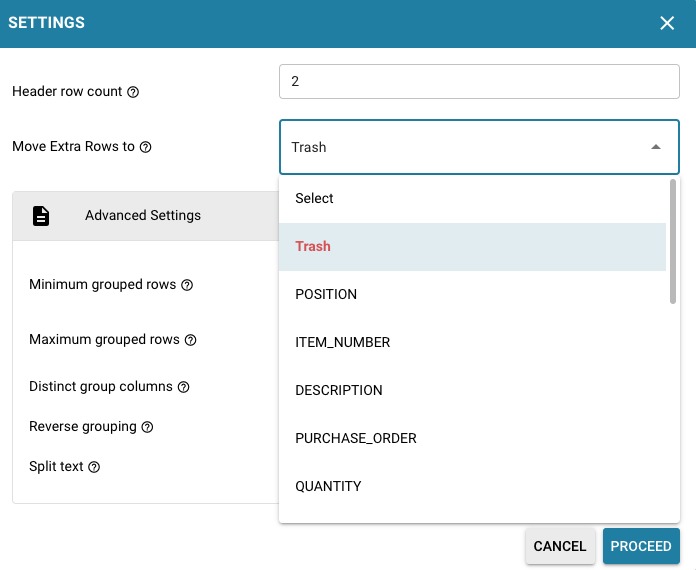 SETTINGS
Header row count
2
Move Extra Rows to
Trash
Select
Advanced Settings
Trash
Minimum grouped rows
POSITION
Maximum grouped rows
ITEM_NUMBER
Distinct group columns
DESCRIPTION
Reverse grouping
PURCHASE_ORDER
Split text
QUANTITY
CANCEL
PROCEED